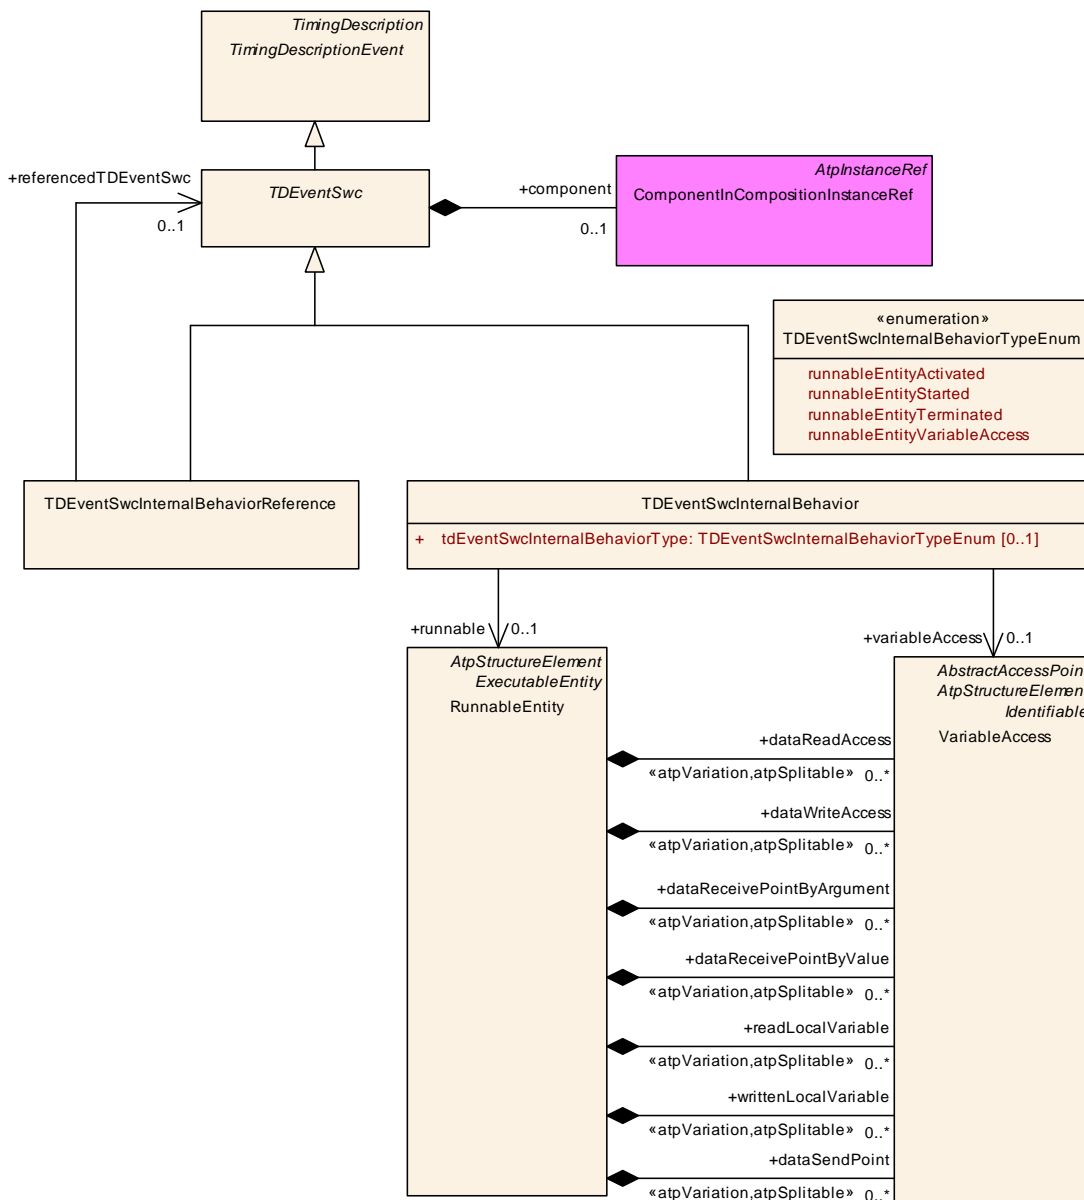 TimingDescription
TimingDescriptionEvent
+referencedTDEventSwc
0..1
TDEventSwc
+component
0..1
AtpInstanceRef
ComponentInCompositionInstanceRef
«enumeration»
TDEventSwcInternalBehaviorTypeEnum
runnableEntityActivated
runnableEntityStarted
runnableEntityTerminated
runnableEntityVariableAccess
TDEventSwcInternalBehaviorReference
TDEventSwcInternalBehavior
+ tdEventSwcInternalBehaviorType: TDEventSwcInternalBehaviorTypeEnum [0..1]
+runnable 0..1
+variableAccess 0..1
AtpStructureElement
ExecutableEntity
RunnableEntity
AbstractAccessPoint
AtpStructureElement
Identifiable
VariableAccess
+dataReadAccess
«atpVariation,atpSplitable» 0..*
+dataWriteAccess
«atpVariation,atpSplitable» 0..*
+dataReceivePointByArgument
«atpVariation,atpSplitable» 0..*
+dataReceivePointByValue
«atpVariation,atpSplitable» 0..*
+readLocalVariable
«atpVariation,atpSplitable» 0..*
+writtenLocalVariable
«atpVariation,atpSplitable» 0..*
+dataSendPoint
«atpVariation,atpSplitable» 0..*